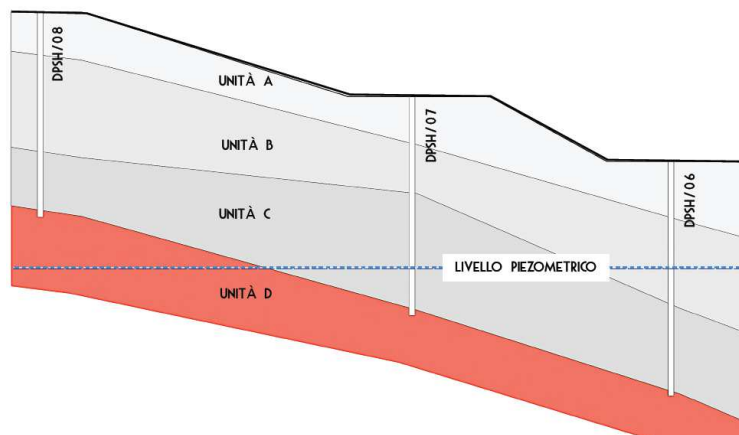 DPSH/08
UNITÀ A
DPSH/07
UNITÀ B
DPSH/06
UNITÀ C
LIVELLO PIEZOMETRICO
UNITÀ D